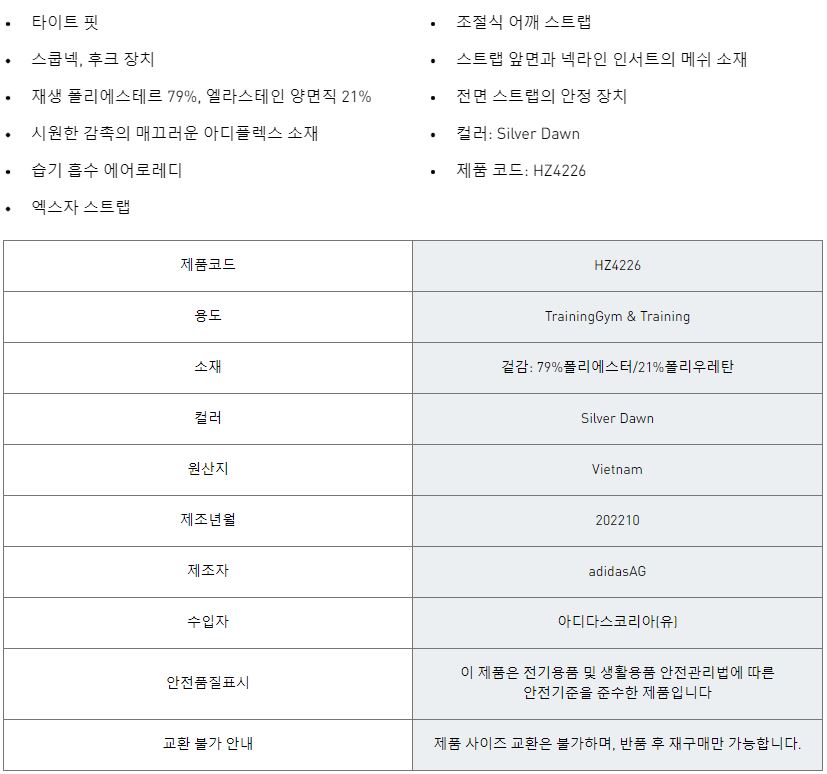 타이트 핏
스쿱넥, 후크 장치
재생 폴리에스테르 79%, 엘라스테인 양면직 21%
시원한 감촉의 매끄러운 아디플렉스 소재
습기 흡수 에어로레디
엑스자 스트랩
조절식 어깨 스트랩
스트랩 앞면과 넥라인 인서트의 메쉬 소재
전면 스트랩의 안정 장치
컬러: Silver Dawn
제품 코드: HZ4226
제품코드 HZ4226
용도 TrainingGym & Training
소재 겉감: 79%폴리에스터/21%폴리우레탄
컬러 Silver Dawn
원산지 Vietnam
제조년월 202210
제조자 adidasAG
수입자 아디다스코리아(유)
안전품질표시 이 제품은 전기용품 및 생활용품 안전관리법에 따른
안전기준을 준수한 제품입니다
교환 불가 안내 제품 사이즈 교환은 불가하며, 반품 후 재구매만 가능합니다.